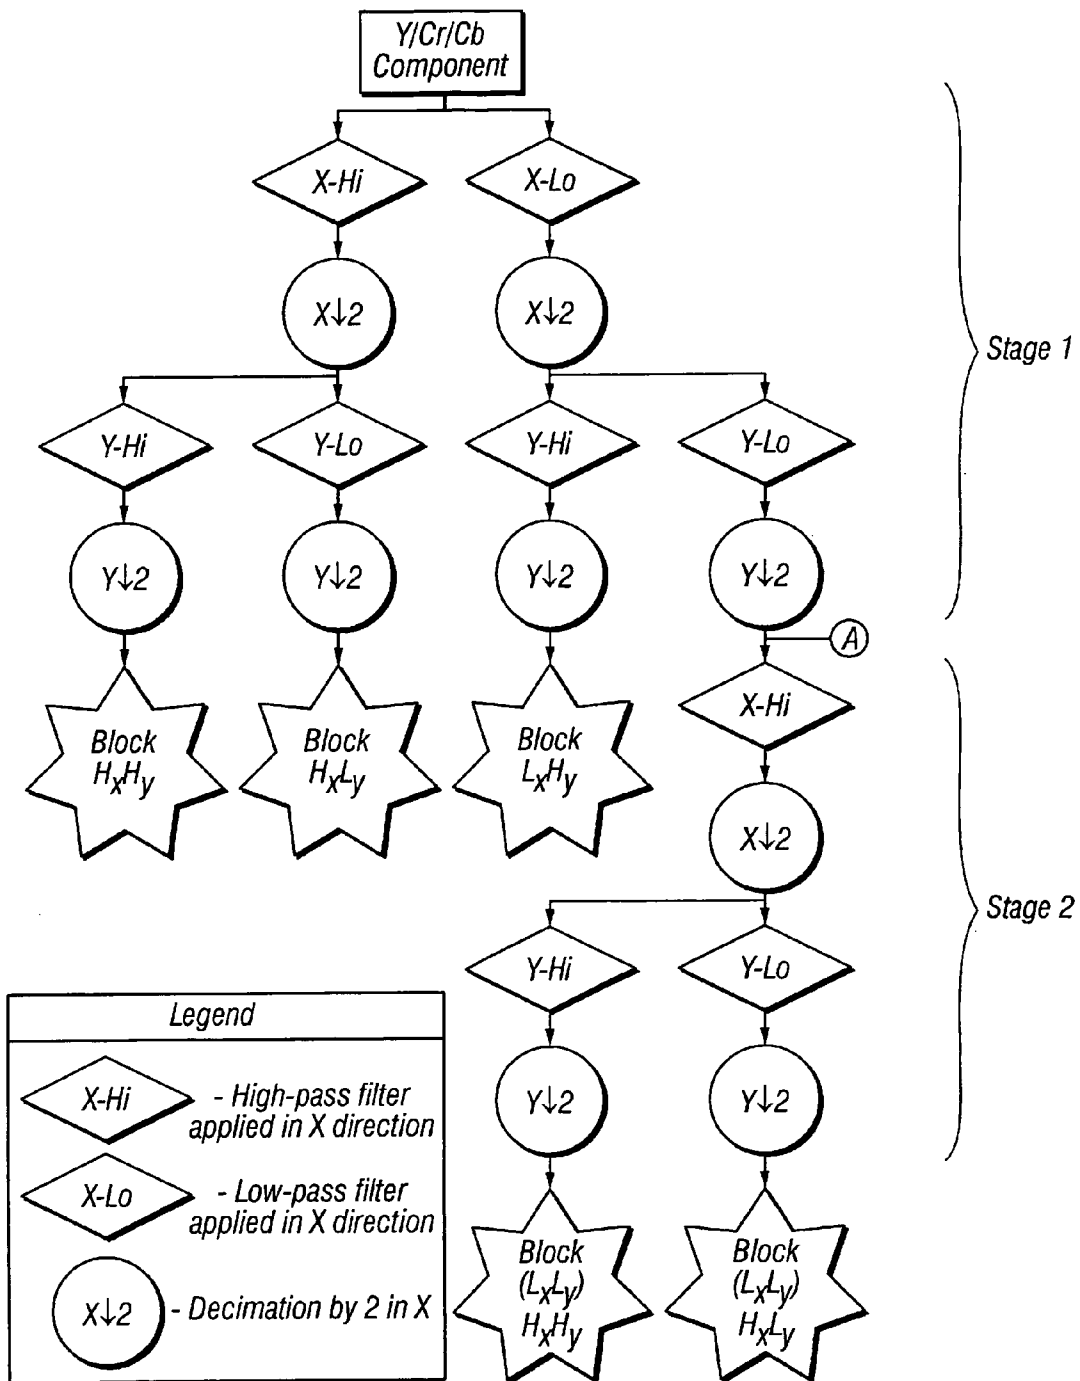 Y/Cr/Cb
Component
X-Hi
X-Lo
X↓2
X↓2
Stage 1
Y-Hi
Y-Lo
Y-Hi
Y-Lo
Y↓2
Y↓2
Y↓2
Y↓2
A
X-Hi
Block
HxHy
Block
HxLy
Block
LxHy
X↓2
Stage 2
Y-Hi
Y-Lo
Y↓2
Y↓2
Block
(LxLy)
HxHy
Block
(LxLy)
HxLy
Legend
X-Hi
- High-pass filter
applied in X direction
X-Lo
- Low-pass filter
applied in X direction
X↓2
- Decimation by 2 in X